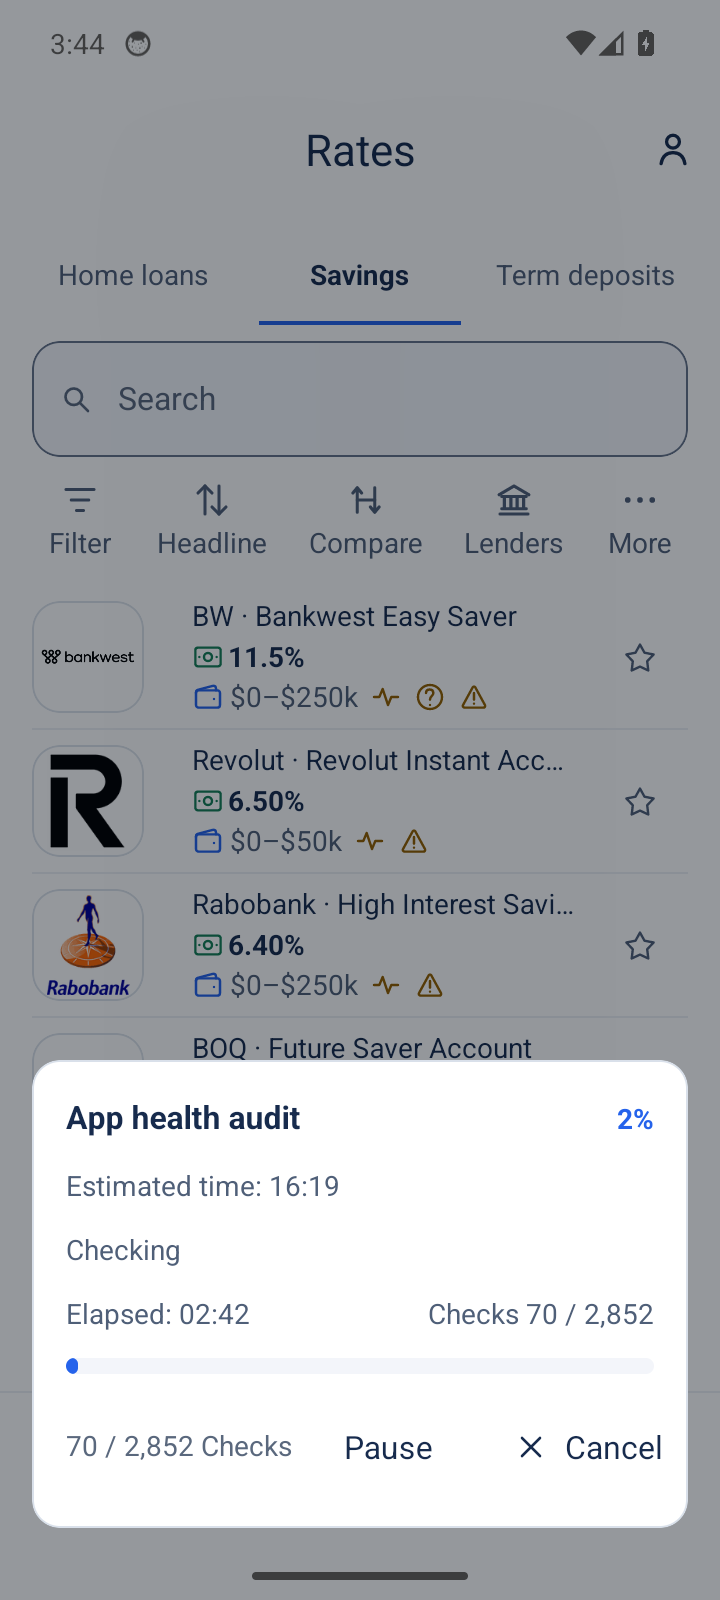 3:44
Rates
Home loans
Savings
Term deposits
Search
Filter
Headline
Compare
Lenders
More
bankwest
BW · Bankwest Easy Saver
11.5%
$0–$250k
R
Revolut · Revolut Instant Acc...
6.50%
$0–$50k
Rabobank
Rabobank · High Interest Savi...
6.40%
$0–$250k
BOQ · Future Saver Account
App health audit
2%
Estimated time: 16:19
Checking
Elapsed: 02:42
Checks 70 / 2,852
70 / 2,852 Checks
Pause
Cancel